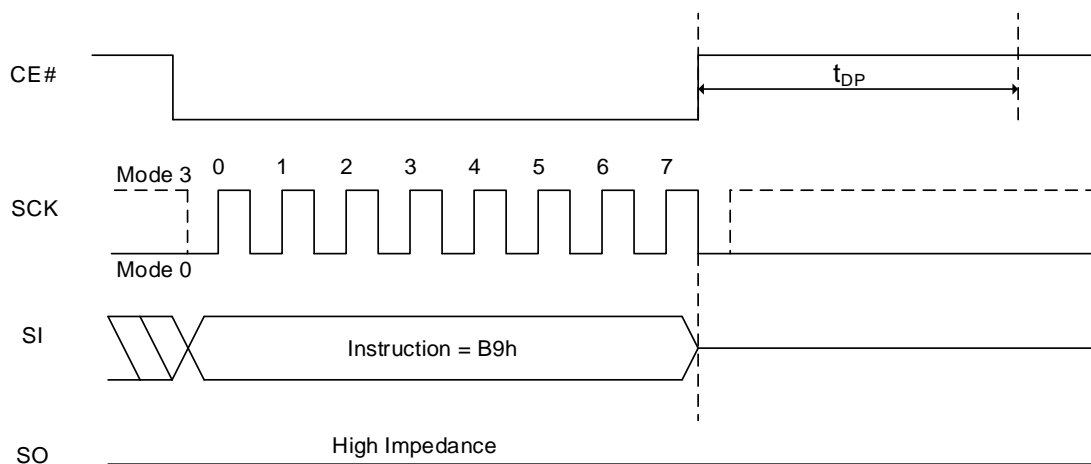 CE#
tDP
Mode 3 0 1 2 3 4 5 6 7
SCK
Mode 0
SI
Instruction = B9h
High Impedance
SO